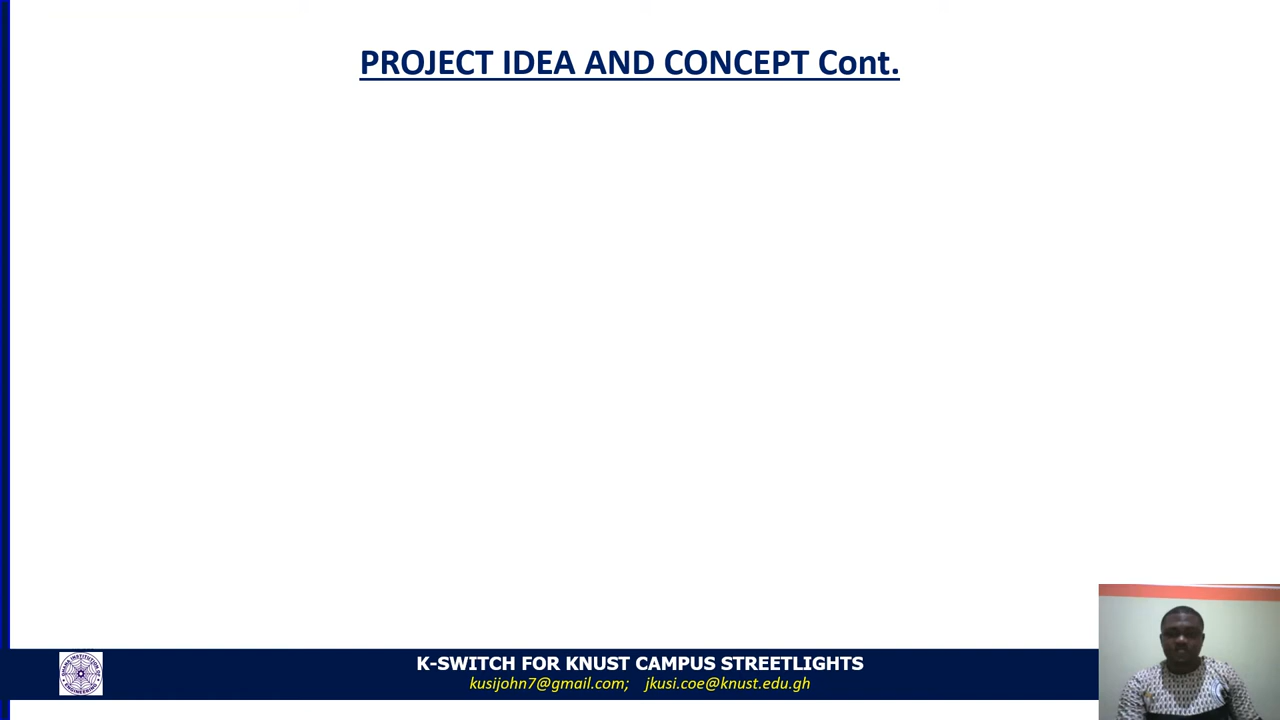 PROJECT IDEA AND CONCEPT Cont.
K-SWITCH FOR KNUST CAMPUS STREETLIGHTS
kusijohn7@gmail.com; jkusi.coe@knust.edu.gh